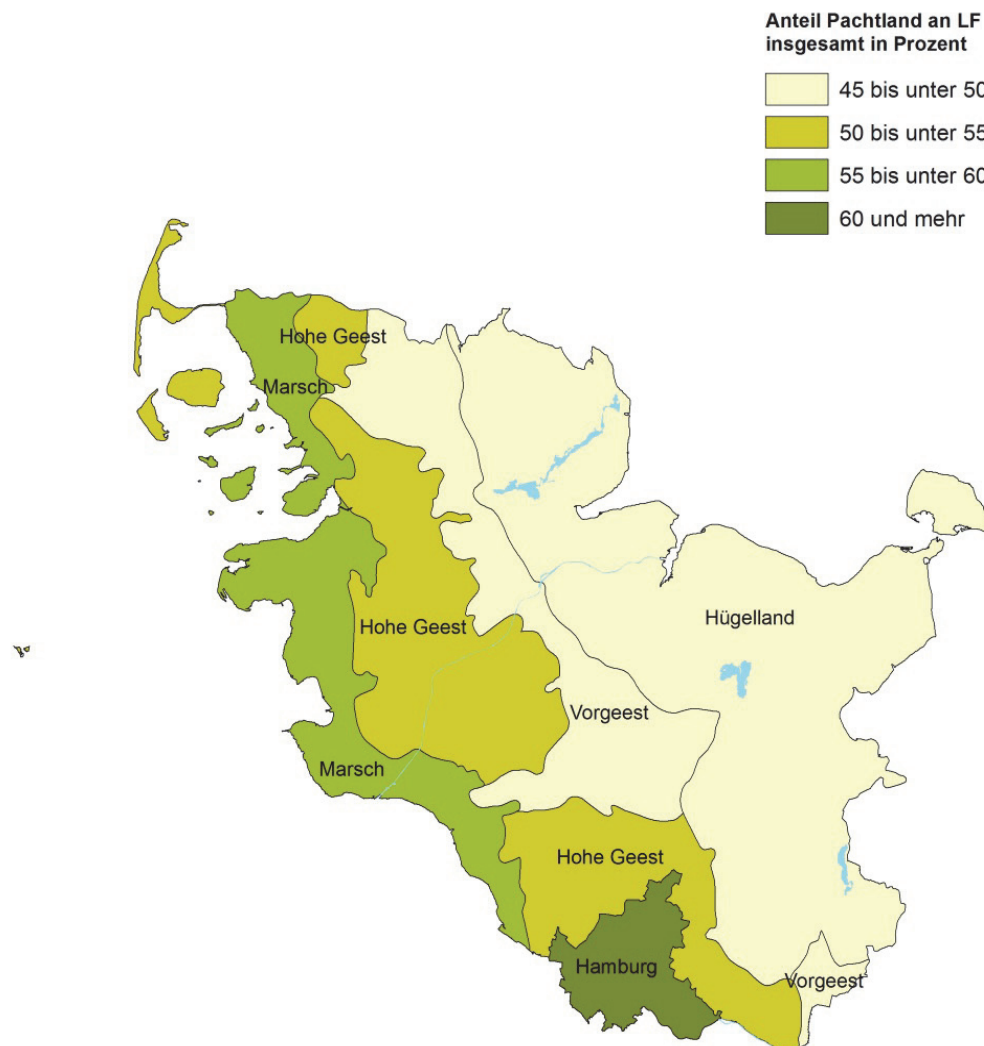 Anteil Pachtland an LF
insgesamt in Prozent
45 bis unter 50
50 bis unter 55
55 bis unter 60
60 und mehr
Hohe Geest
Marsch
Hügelland
Hohe Geest
Vorgeest
Marsch
Hohe Geest
Hamburg
Vorgeest